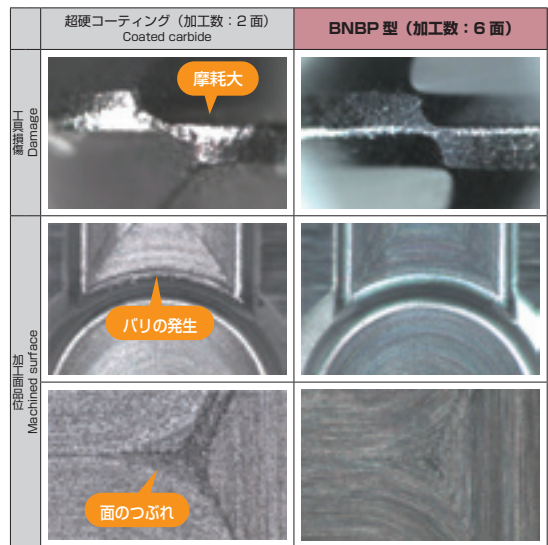 超硬コーティング（加工数：2 面）
Coated carbide
BNBP 型（加工数：6 面）
工具損傷
Damage
摩耗大
加工面品位
Machined surface
バリの発生
面のつぶれ